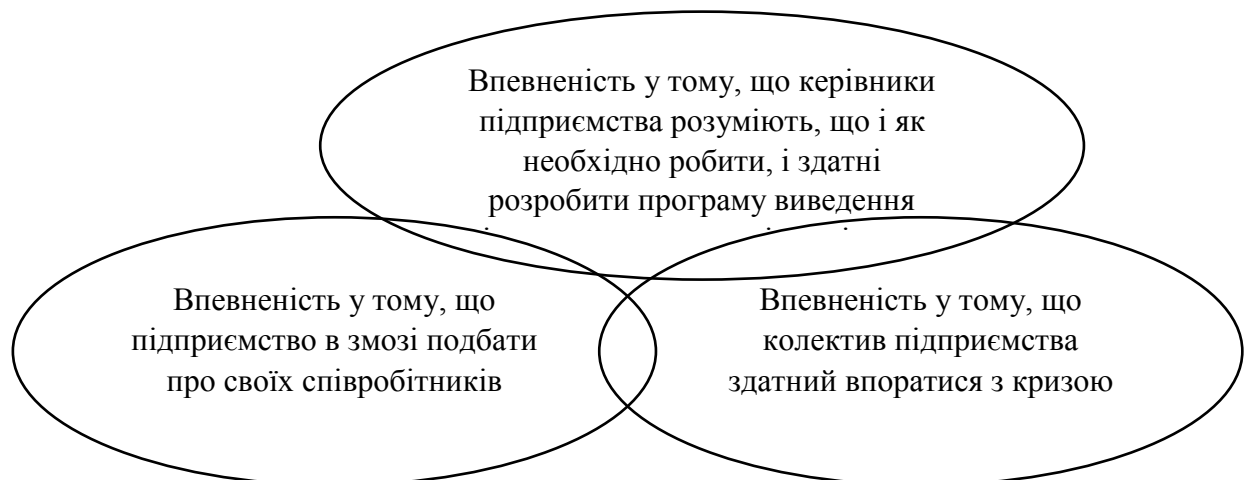 Впевненість у тому, що керівники
підприємства розуміють, що і як
необхідно робити, і здатні
розробити програму виведення
Впевненість у тому, що
підприємство в змозі подбати
про своїх співробітників
Впевненість у тому, що
колектив підприємства
здатний впоратися з кризою